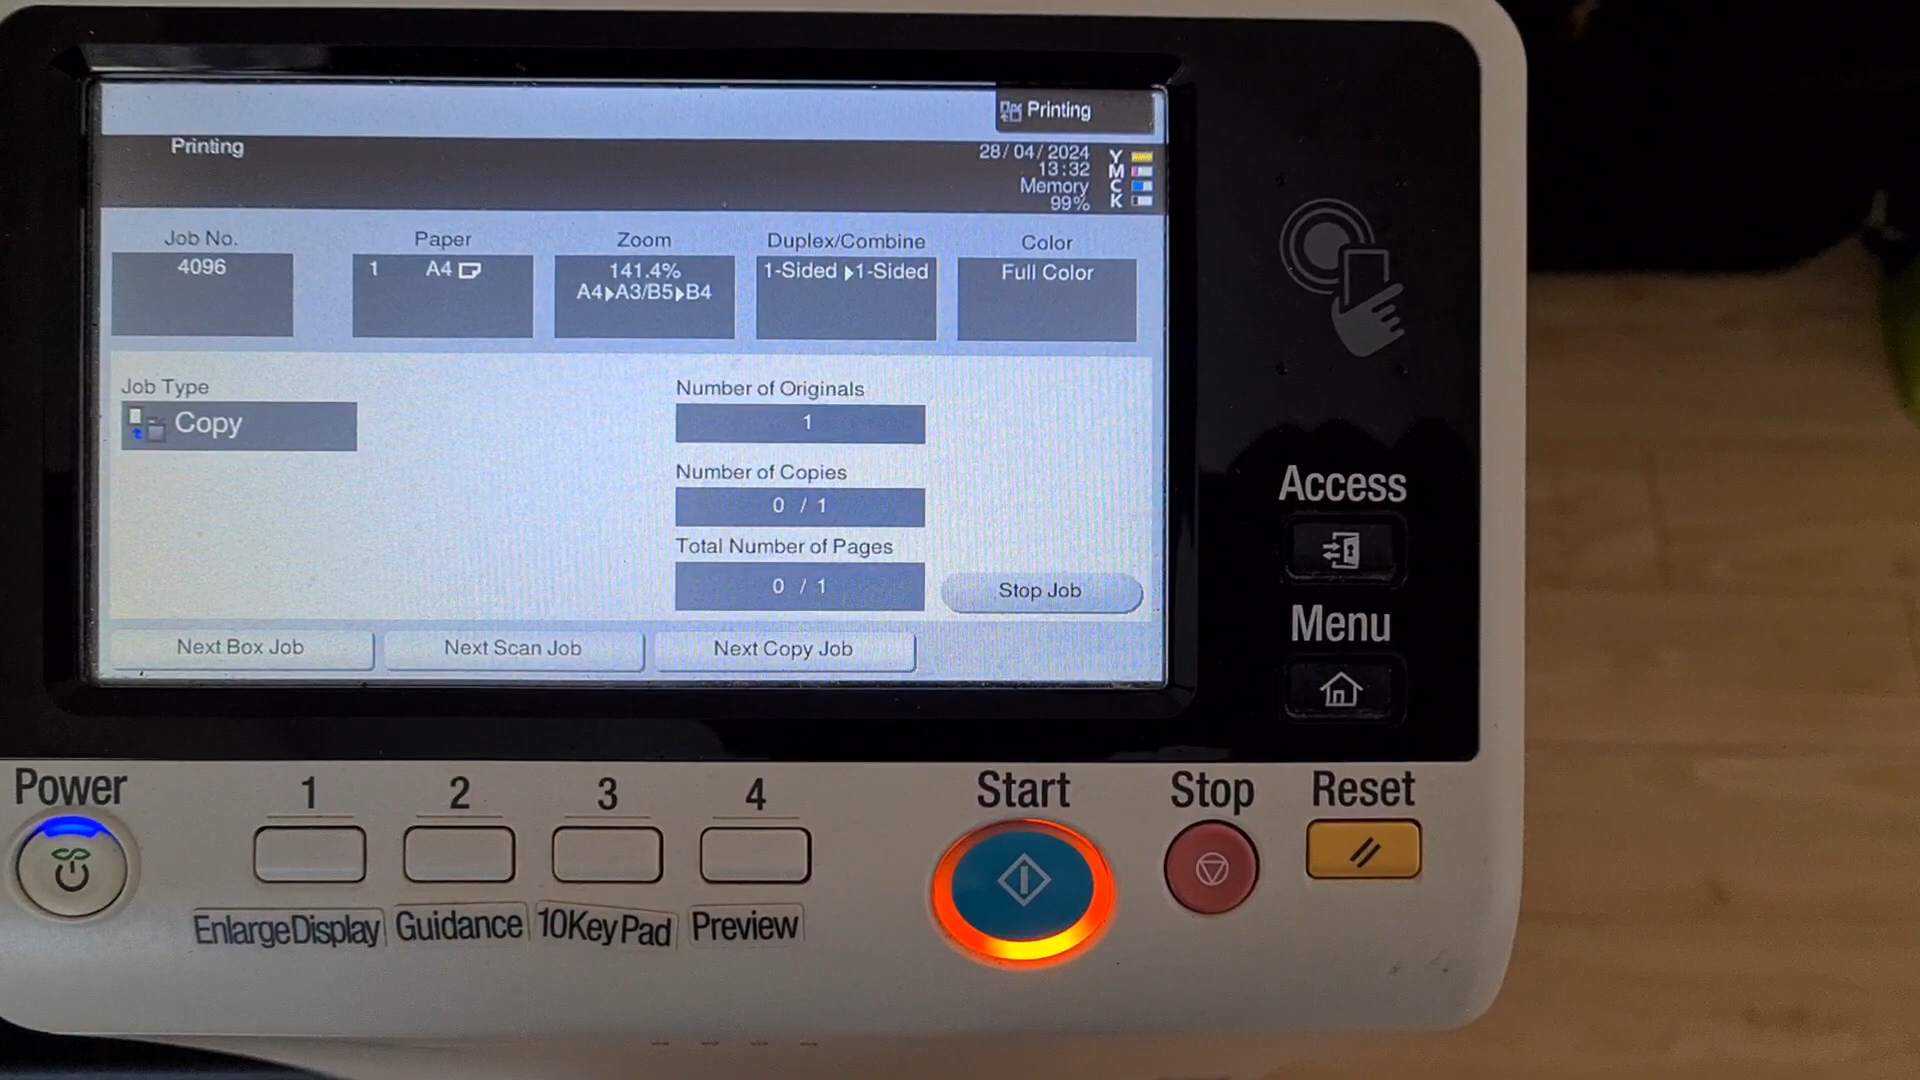 Printing
Printing
28/04/2024
13:32
Memory
99%
Y
M
C
K
Job No.
4096
Paper
1 A4
Zoom
141.4%
A4▶A3/B5▶B4
Duplex/Combine
1-Sided ▶1-Sided
Color
Full Color
Job Type
Copy
Number of Originals
1
Number of Copies
0 / 1
Total Number of Pages
0 / 1
Stop Job
Next Box Job
Next Scan Job
Next Copy Job
Access
Menu
Power
1
2
3
4
Start
Stop
Reset
EnlargeDisplay
Guidance
10KeyPad
Preview